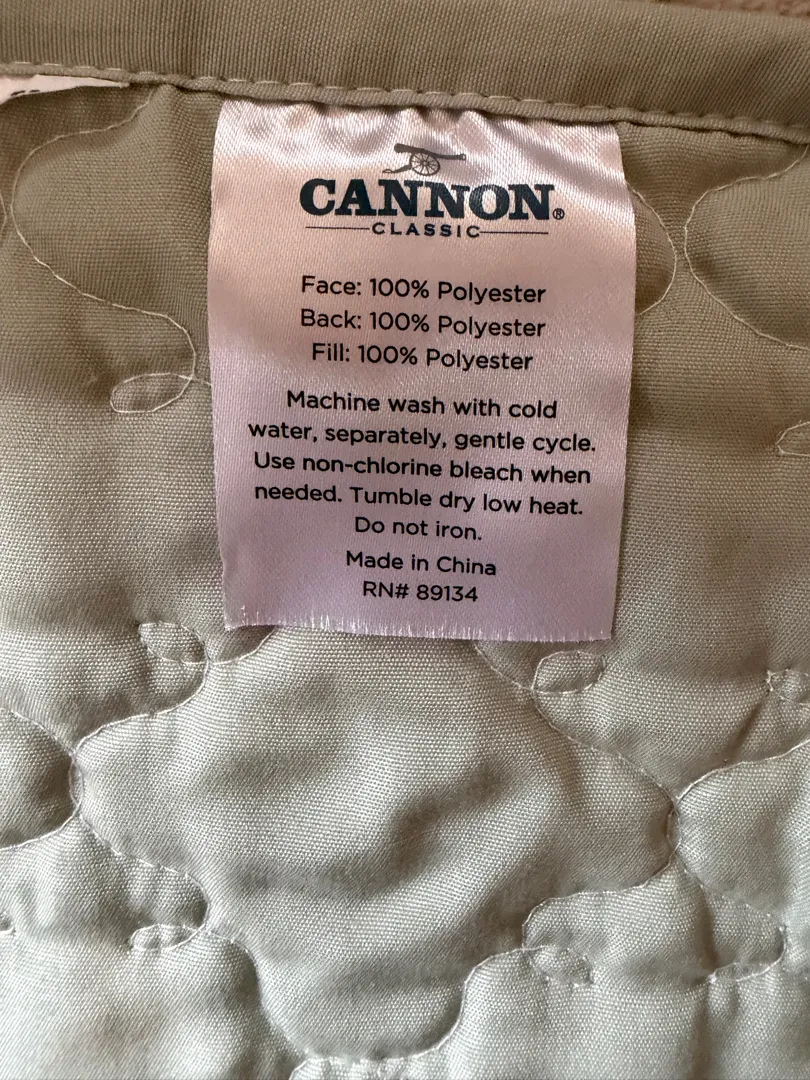 CANNON®
CLASSIC
Face: 100% Polyester
Back: 100% Polyester
Fill: 100% Polyester
Machine wash with cold
water, separately, gentle cycle.
Use non-chlorine bleach when
needed. Tumble dry low heat.
Do not iron.
Made in China
RN# 89134